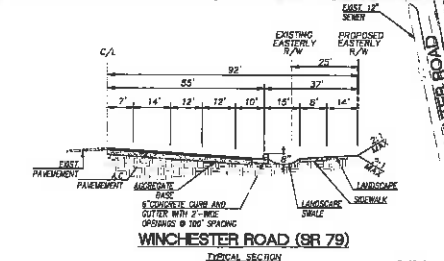 EXIST. 12"
SEWER
C/L
EXISTING
EASTERLY
R/W
PROPOSED
EASTERLY
R/W
25'
92'
55'
37'
7' 14' 12' 12' 10' 15' 8' 14'
2:1
MAX
2:1
MAX
EXIST.
PAVEMENT
A.C.
PAVEMENT
AGGREGATE
BASE
6" CONCRETE CURB AND
GUTTER WITH 2'-WIDE
OPENINGS @ 100' SPACING
LANDSCAPE
SWALE
SIDEWALK
LANDSCAPE
WINCHESTER ROAD (SR 79)
TYPICAL SECTION
ROAD